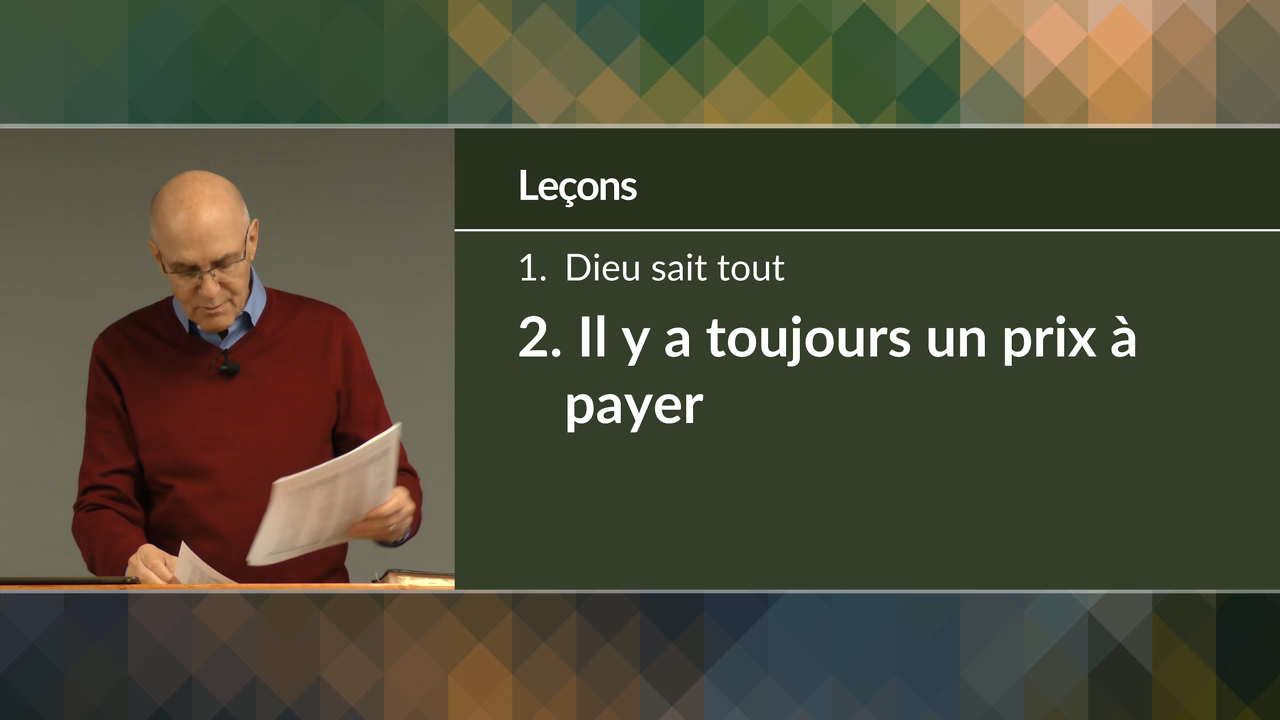 Leçons
1. Dieu sait tout
2. Il y a toujours un prix à
payer